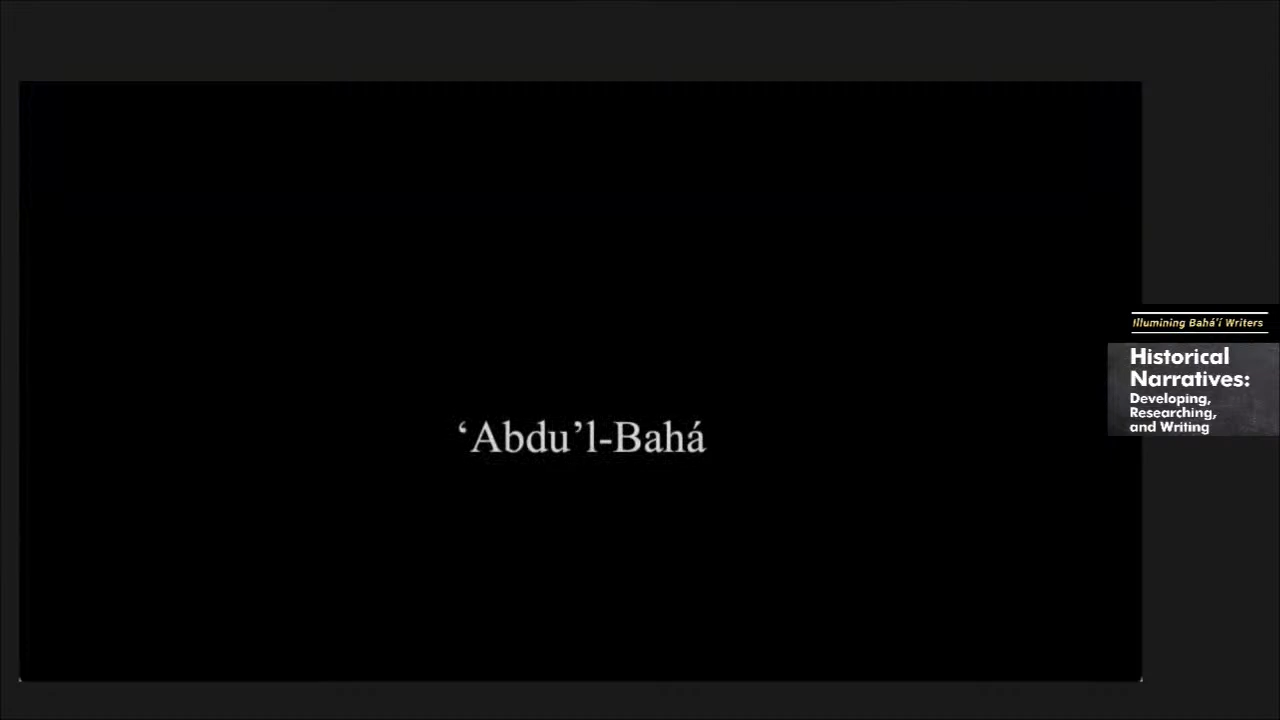 ‘Abdu’l-Bahá
Illumining Bahá’í Writers
Historical
Narratives:
Developing,
Researching,
and Writing